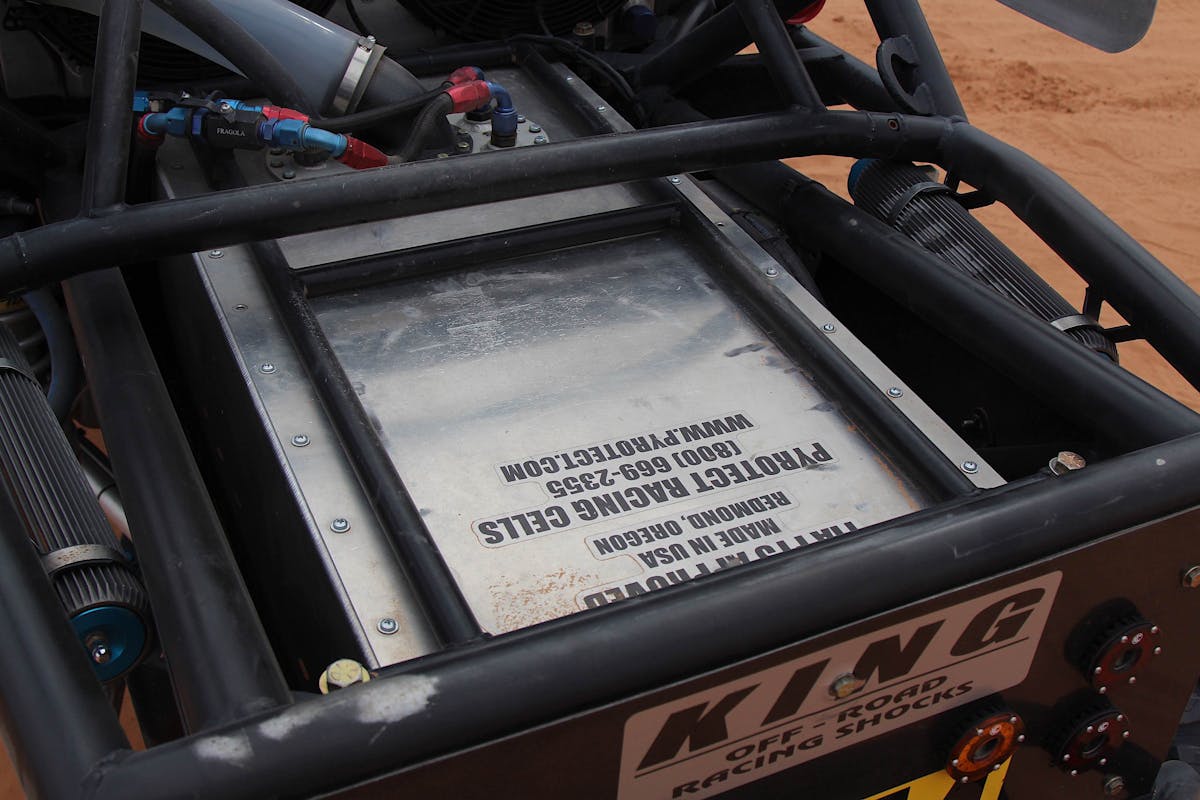 FRAGOLA
APPROVED
MADE IN USA
REDMOND, OREGON
PYROTECT RACING CELLS
(800) 669-2355
WWW.PYROTECT.COM
KING
OFF-ROAD
RACING SHOCKS